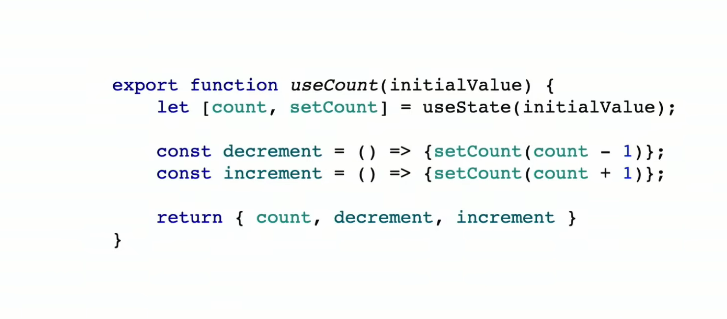 export function useCount(initialValue) {
    let [count, setCount] = useState(initialValue);
    const decrement = () => {setCount(count - 1)};
    const increment = () => {setCount(count + 1)};
    return { count, decrement, increment }
}